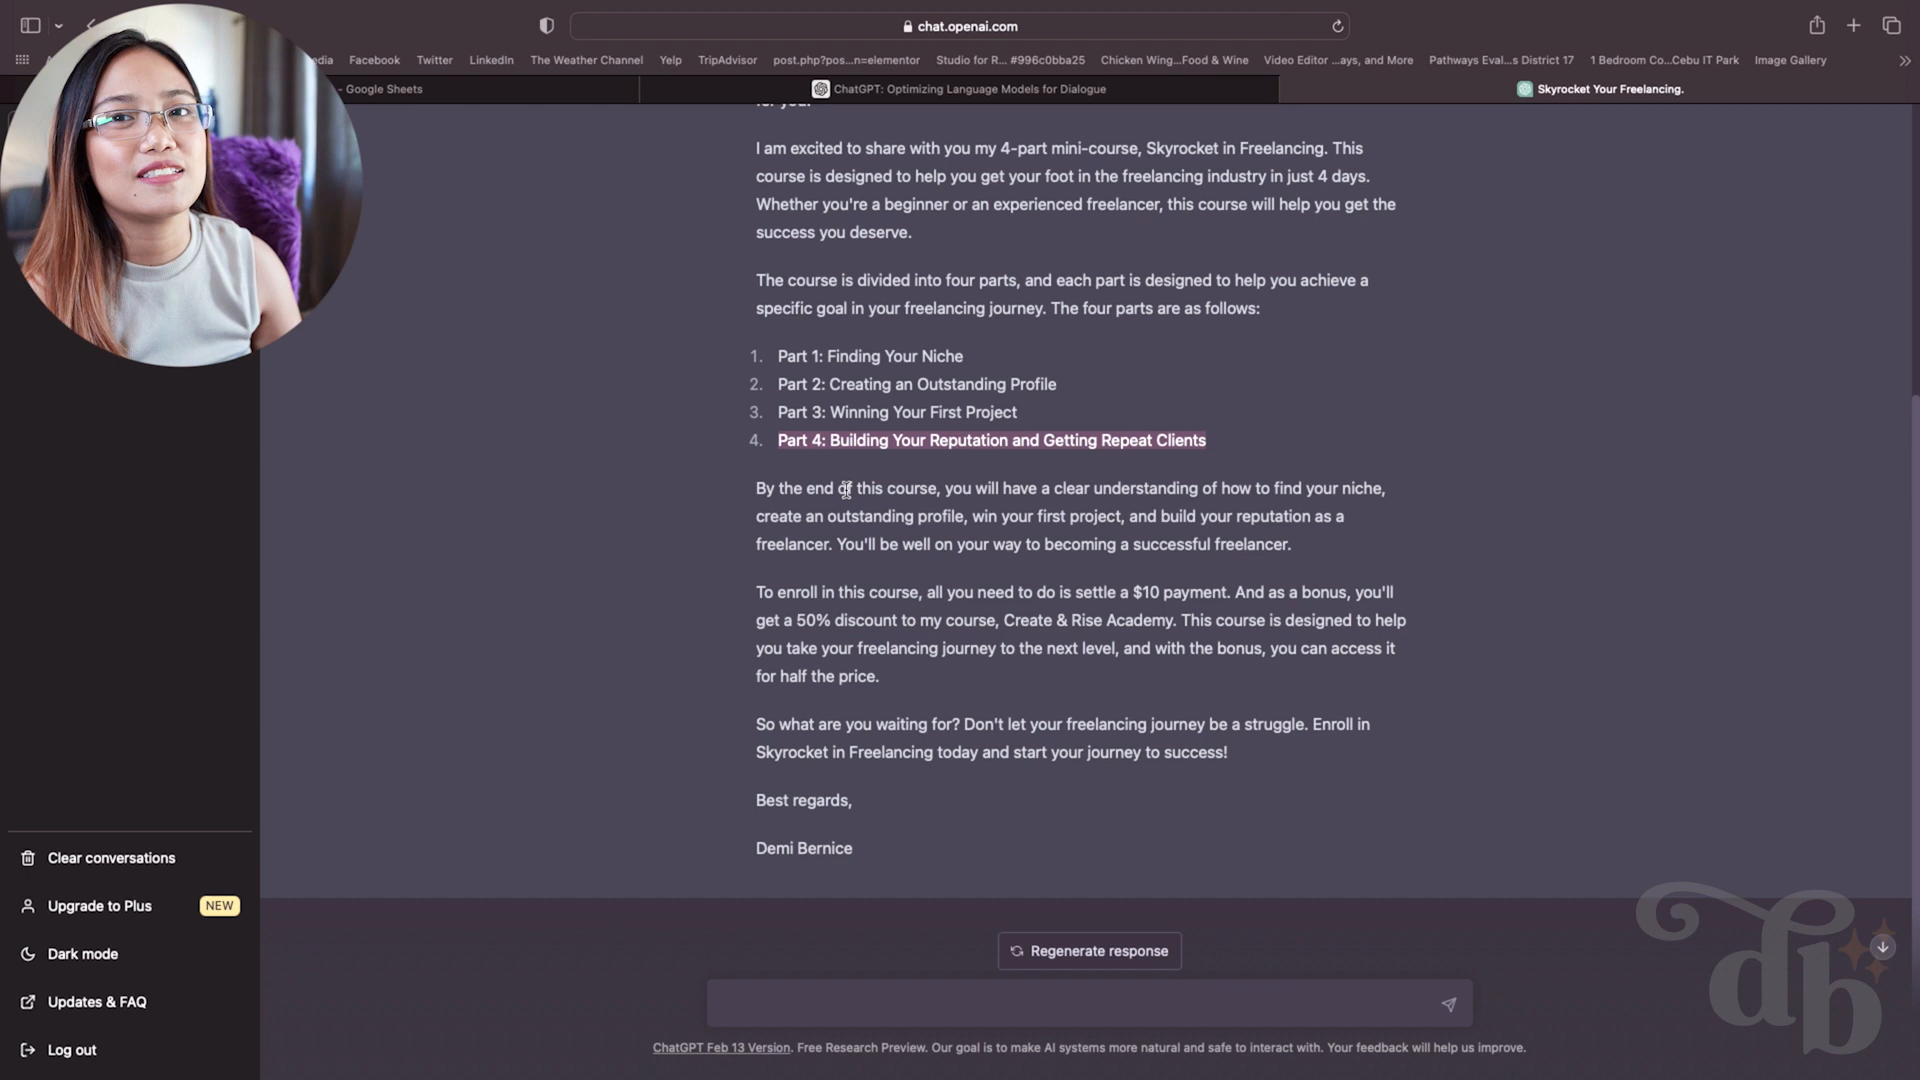 chat.openai.com
edia
Facebook
Twitter
LinkedIn
The Weather Channel
Yelp
TripAdvisor
post.php?pos...n=elementor
Studio for R... #996c0bba25
Chicken Wing...Food & Wine
Video Editor ...ays, and More
Pathways Eval...s District 17
1 Bedroom Co...Cebu IT Park
Image Gallery
- Google Sheets
ChatGPT: Optimizing Language Models for Dialogue
Skyrocket Your Freelancing.
for you.
I am excited to share with you my 4-part mini-course, Skyrocket in Freelancing. This
course is designed to help you get your foot in the freelancing industry in just 4 days.
Whether you're a beginner or an experienced freelancer, this course will help you get the
success you deserve.
The course is divided into four parts, and each part is designed to help you achieve a
specific goal in your freelancing journey. The four parts are as follows:
1. Part 1: Finding Your Niche
2. Part 2: Creating an Outstanding Profile
3. Part 3: Winning Your First Project
4. Part 4: Building Your Reputation and Getting Repeat Clients
By the end of this course, you will have a clear understanding of how to find your niche,
create an outstanding profile, win your first project, and build your reputation as a
freelancer. You'll be well on your way to becoming a successful freelancer.
To enroll in this course, all you need to do is settle a $10 payment. And as a bonus, you'll
get a 50% discount to my course, Create & Rise Academy. This course is designed to help
you take your freelancing journey to the next level, and with the bonus, you can access it
for half the price.
So what are you waiting for? Don't let your freelancing journey be a struggle. Enroll in
Skyrocket in Freelancing today and start your journey to success!
Best regards,
Demi Bernice
Clear conversations
Upgrade to Plus NEW
Dark mode
Updates & FAQ
Log out
Regenerate response
ChatGPT Feb 13 Version. Free Research Preview. Our goal is to make AI systems more natural and safe to interact with. Your feedback will help us improve.
db